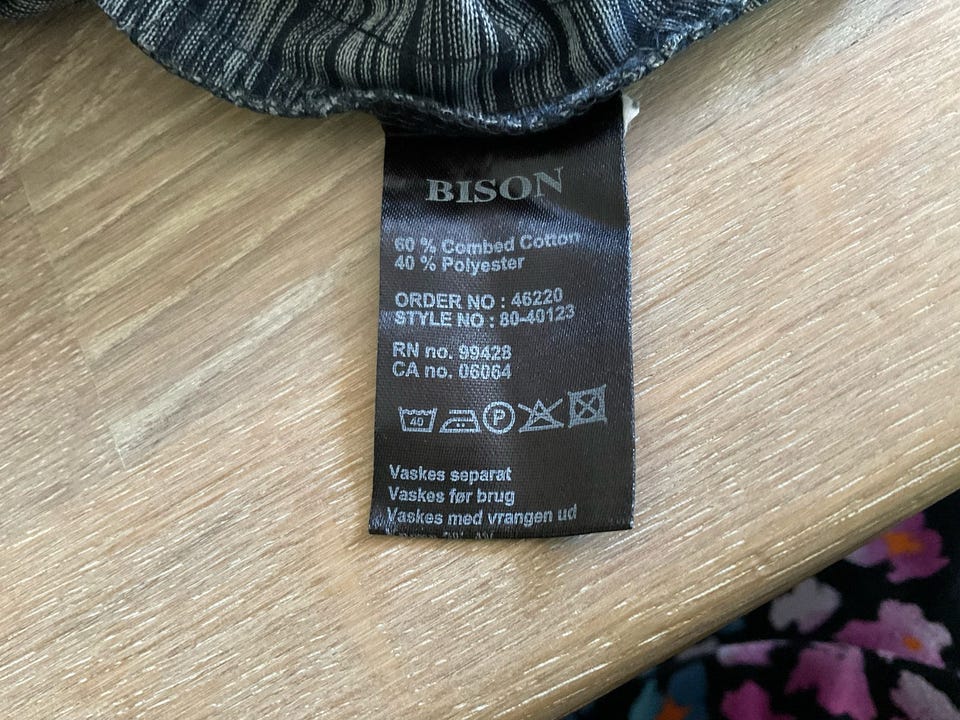 BISON
60 % Combed Cotton
40 % Polyester
ORDER NO : 46220
STYLE NO : 80-40123
RN no. 99428
CA no. 06064
40 P
Vaskes separat
Vaskes før brug
Vaskes med vrangen ud